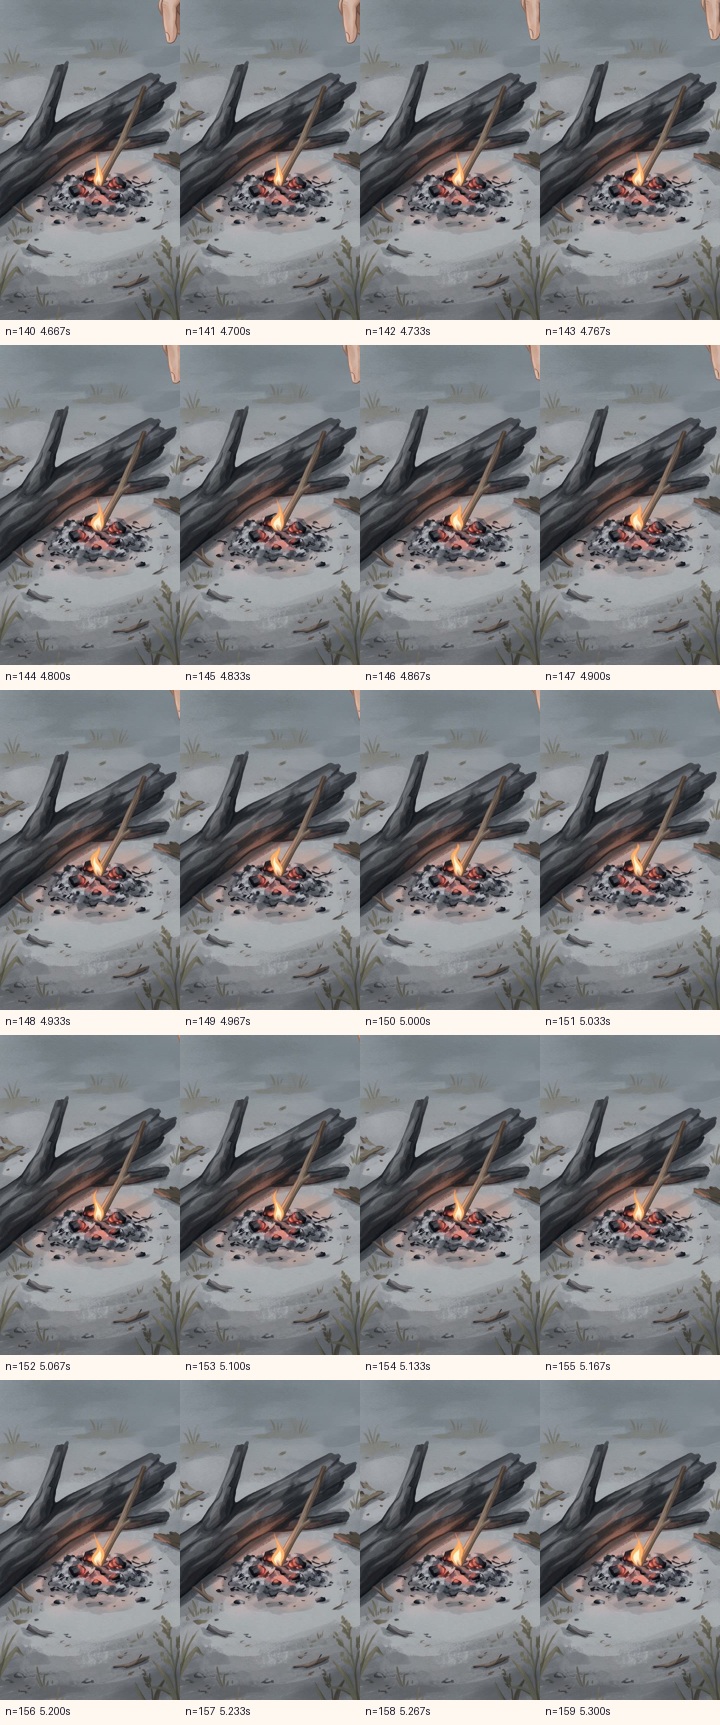 n=140 4.667s n=141 4.700s n=142 4.733s n=143 4.767s
n=144 4.800s n=145 4.833s n=146 4.867s n=147 4.900s
n=148 4.933s n=149 4.967s n=150 5.000s n=151 5.033s
n=152 5.067s n=153 5.100s n=154 5.133s n=155 5.167s
n=156 5.200s n=157 5.233s n=158 5.267s n=159 5.300s